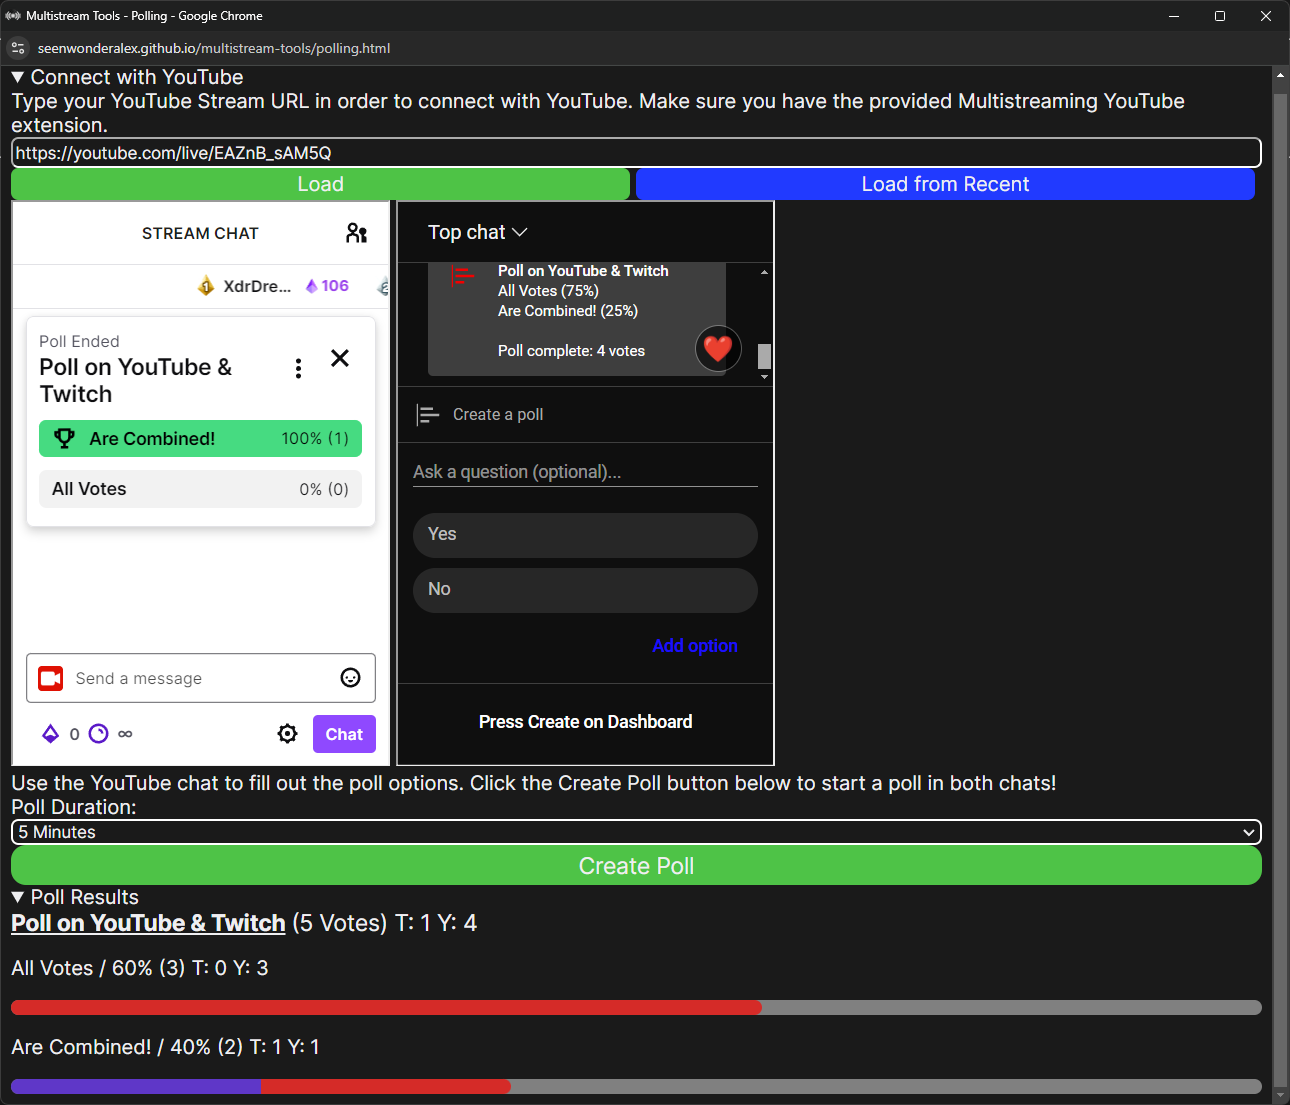 Multistream Tools - Polling - Google Chrome
seenwonderalex.github.io/multistream-tools/polling.html
▼ Connect with YouTube
Type your YouTube Stream URL in order to connect with YouTube. Make sure you have the provided Multistreaming YouTube
extension.
https://youtube.com/live/EAZnB_sAM5Q
Load
Load from Recent
STREAM CHAT
1 XdrDre... 106
Poll Ended
Poll on YouTube &
Twitch
Are Combined! 100% (1)
All Votes 0% (0)
Send a message
0 ∞
Chat
Top chat
Poll on YouTube & Twitch
All Votes (75%)
Are Combined! (25%)
Poll complete: 4 votes
Create a poll
Ask a question (optional)...
Yes
No
Add option
Press Create on Dashboard
Use the YouTube chat to fill out the poll options. Click the Create Poll button below to start a poll in both chats!
Poll Duration:
5 Minutes
Create Poll
▼ Poll Results
Poll on YouTube & Twitch (5 Votes) T: 1 Y: 4
All Votes / 60% (3) T: 0 Y: 3
Are Combined! / 40% (2) T: 1 Y: 1